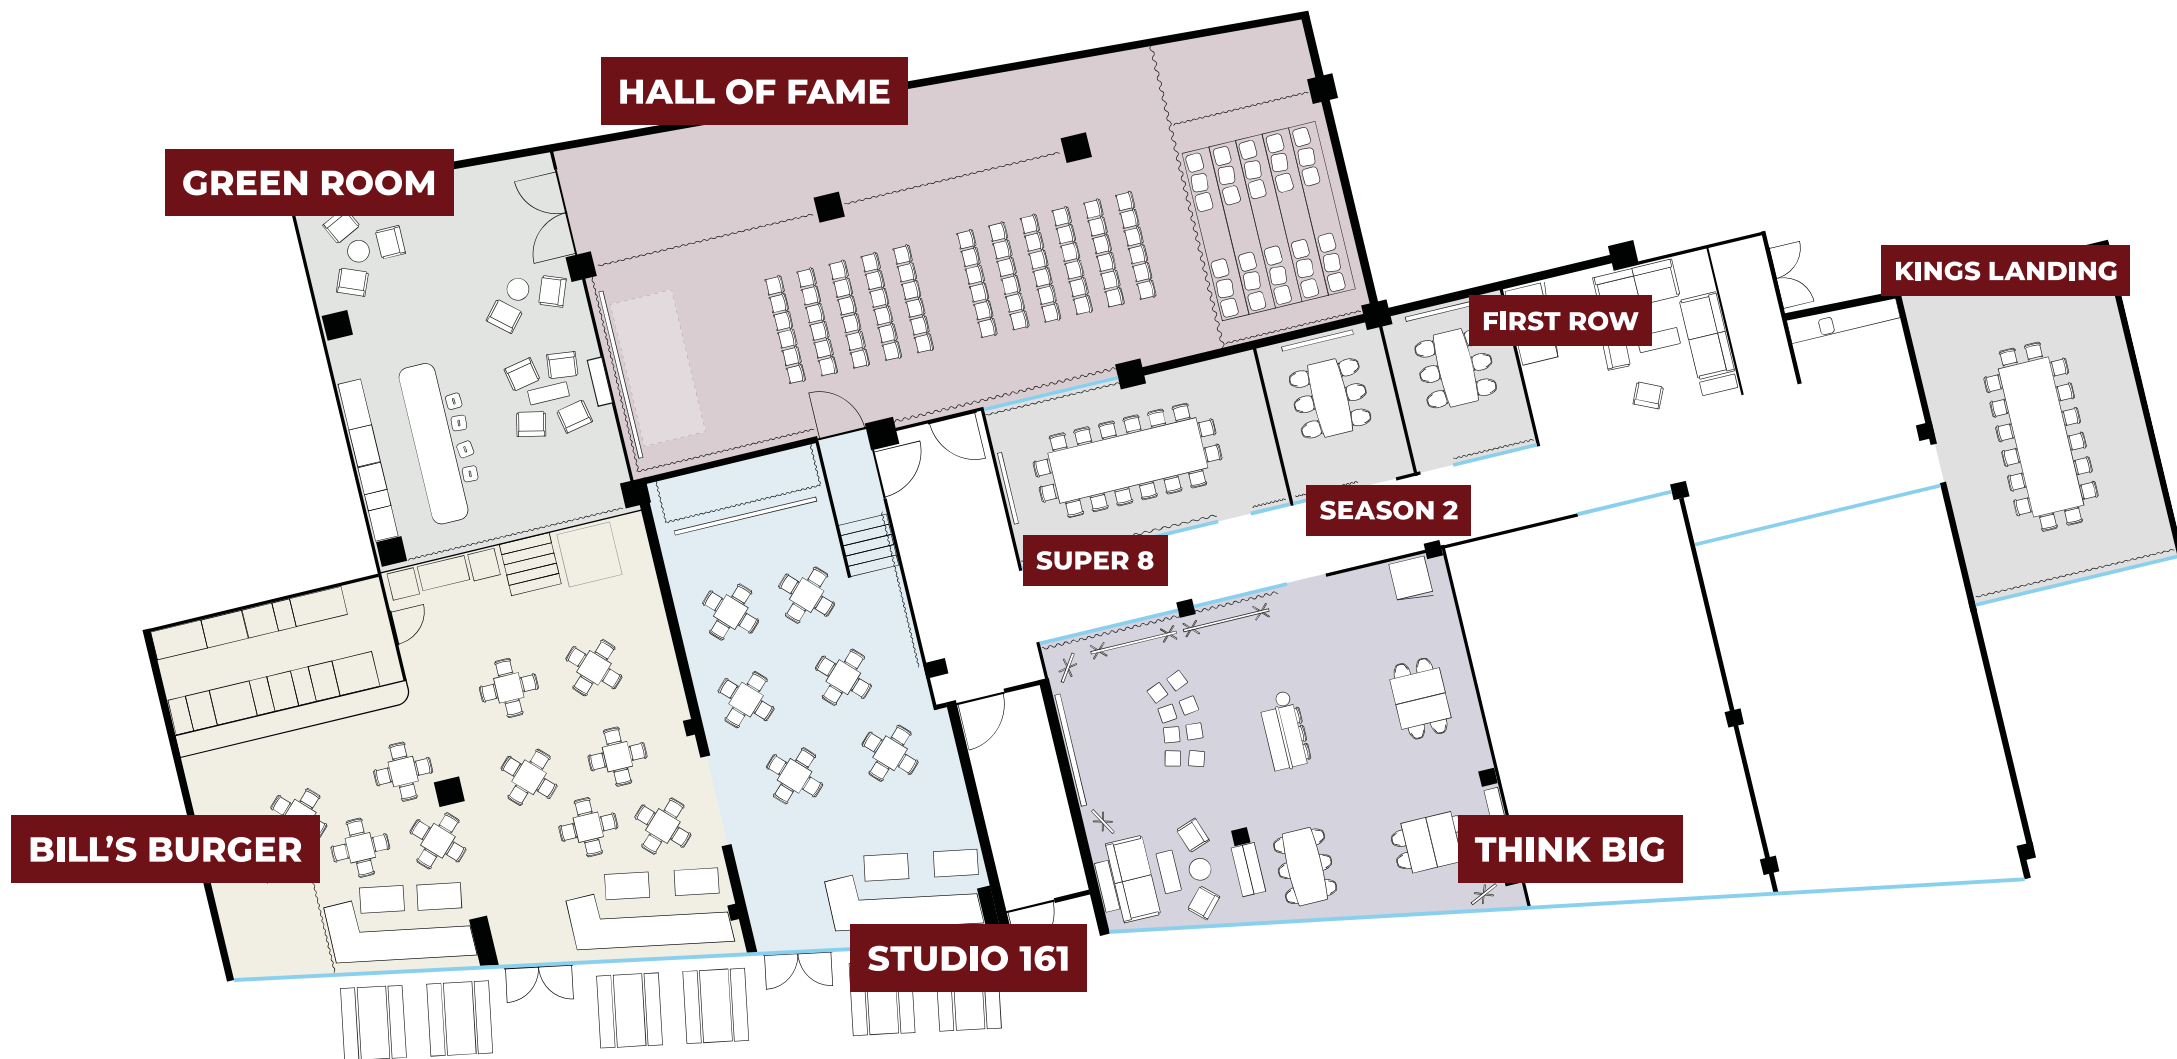 HALL OF FAME
GREEN ROOM
KINGS LANDING
FIRST ROW
SEASON 2
SUPER 8
BILL'S BURGER
THINK BIG
STUDIO 161